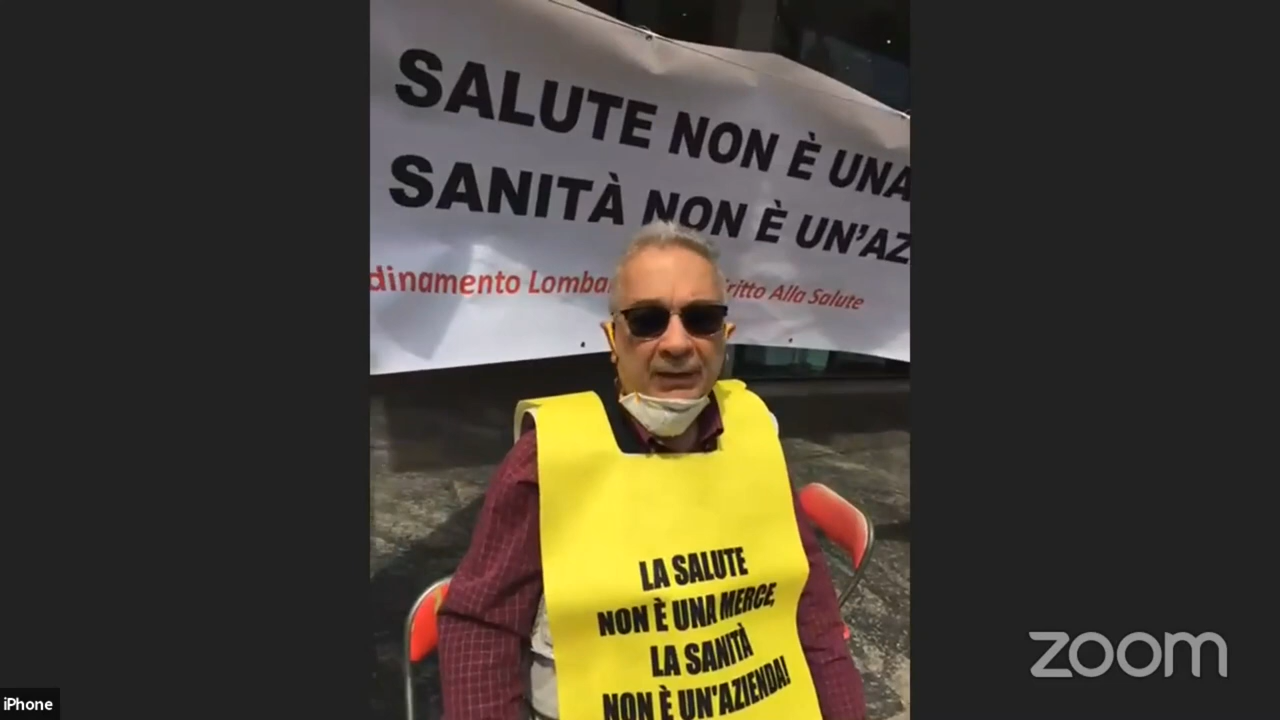 SALUTE NON È UNA
SANITÀ NON È UN'AZ
dinamento Lomba ritto Alla Salute
LA SALUTE
NON È UNA MERCE,
LA SANITÀ
NON È UN'AZIENDA!
zoom
iPhone